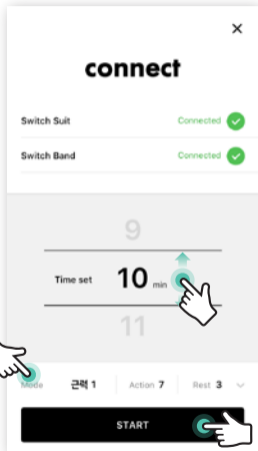 ×
connect
Switch Suit Connected
Switch Band Connected
9
Time set 10 min
11
Mode 근력 1 Action 7 Rest 3
START